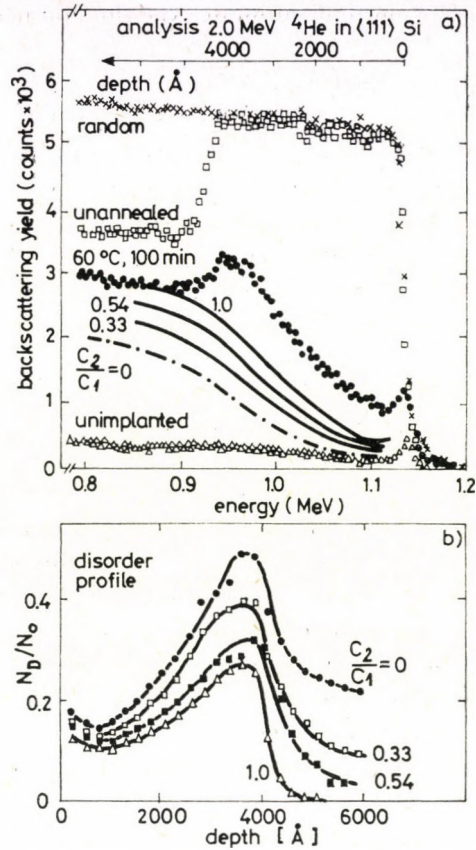 analysis 2.0 MeV ⁴He in ⟨111⟩ Si a)
4000 2000 0
depth (Å)
6
5
4
3
2
1
0
backscattering yield (counts×10³)
random
unannealed
60 °C, 100 min
1.0
0.54
0.33
C₂/C₁=0
unimplanted
0.8 0.9 1.0 1.1 1.2
energy (MeV)
b)
disorder
profile
0.4
0.2
0
N_D/N₀
C₂/C₁=0
0.33
0.54
1.0
0 2000 4000 6000
depth [Å]